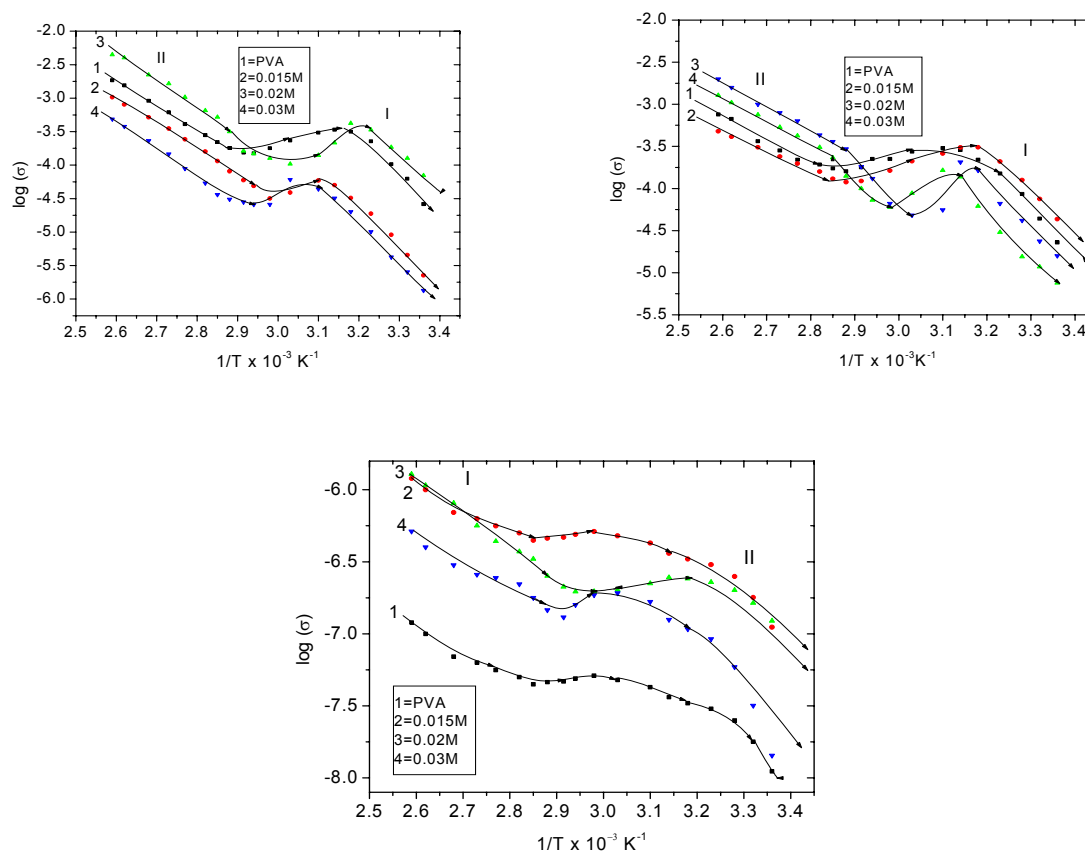 -2.0
-2.5
-3.0
-3.5
-4.0
-4.5
-5.0
-5.5
-6.0
log (σ)
3
II
1
2
4
I
1=PVA
2=0.015M
3=0.02M
4=0.03M
2.5 2.6 2.7 2.8 2.9 3.0 3.1 3.2 3.3 3.4
1/T x 10⁻³ K⁻¹
-2.0
-2.5
-3.0
-3.5
-4.0
-4.5
-5.0
-5.5
log (σ)
3
4
1
2
II
I
1=PVA
2=0.015M
3=0.02M
4=0.03M
2.5 2.6 2.7 2.8 2.9 3.0 3.1 3.2 3.3 3.4
1/T x 10⁻³K⁻¹
-6.0
-6.5
-7.0
-7.5
-8.0
log (σ)
3
2
I
4
II
1
1=PVA
2=0.015M
3=0.02M
4=0.03M
2.5 2.6 2.7 2.8 2.9 3.0 3.1 3.2 3.3 3.4
1/T x 10⁻³ K⁻¹